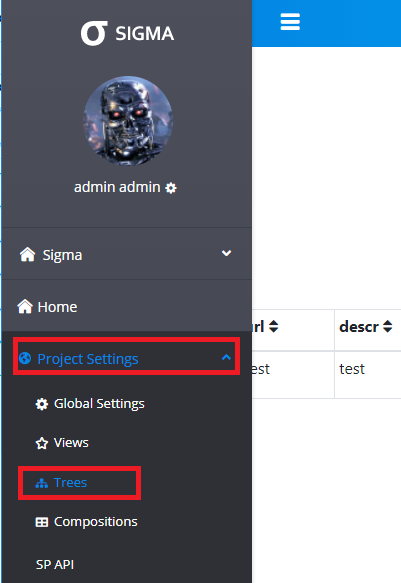 σ SIGMA
admin admin
Sigma
Home
Project Settings
rl descr
est test
Global Settings
Views
Trees
Compositions
SP API